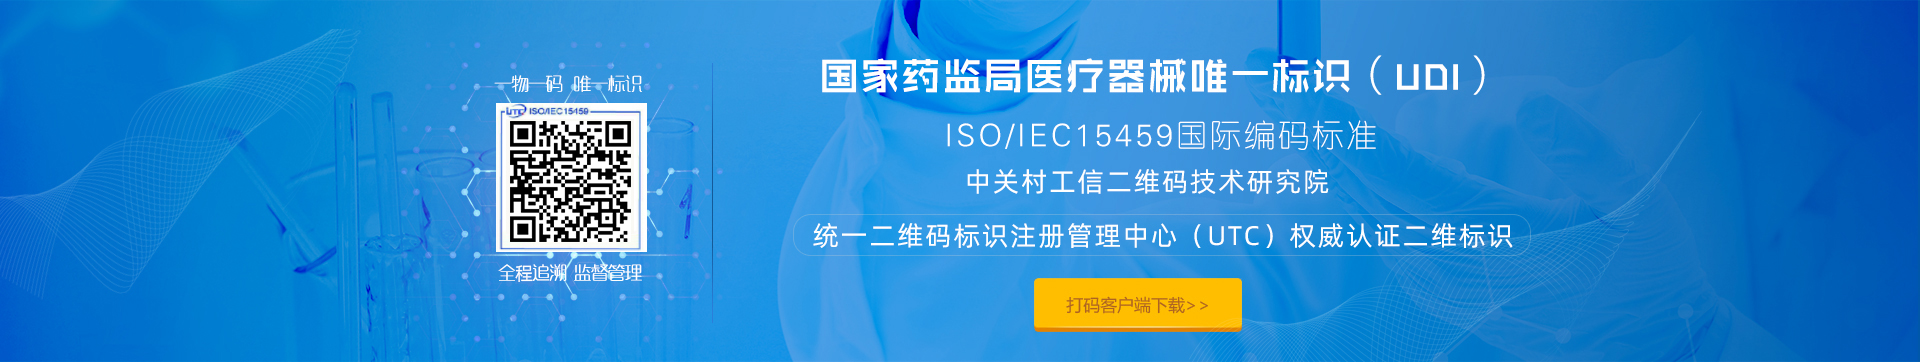 物一码 唯一标识
UTC ISO/IEC15459
全程追溯 监督管理
国家药监局医疗器械唯一标识（UDI）
ISO/IEC15459国际编码标准
中关村工信二维码技术研究院
统一二维码标识注册管理中心（UTC）权威认证二维标识
打码客户端下载>>